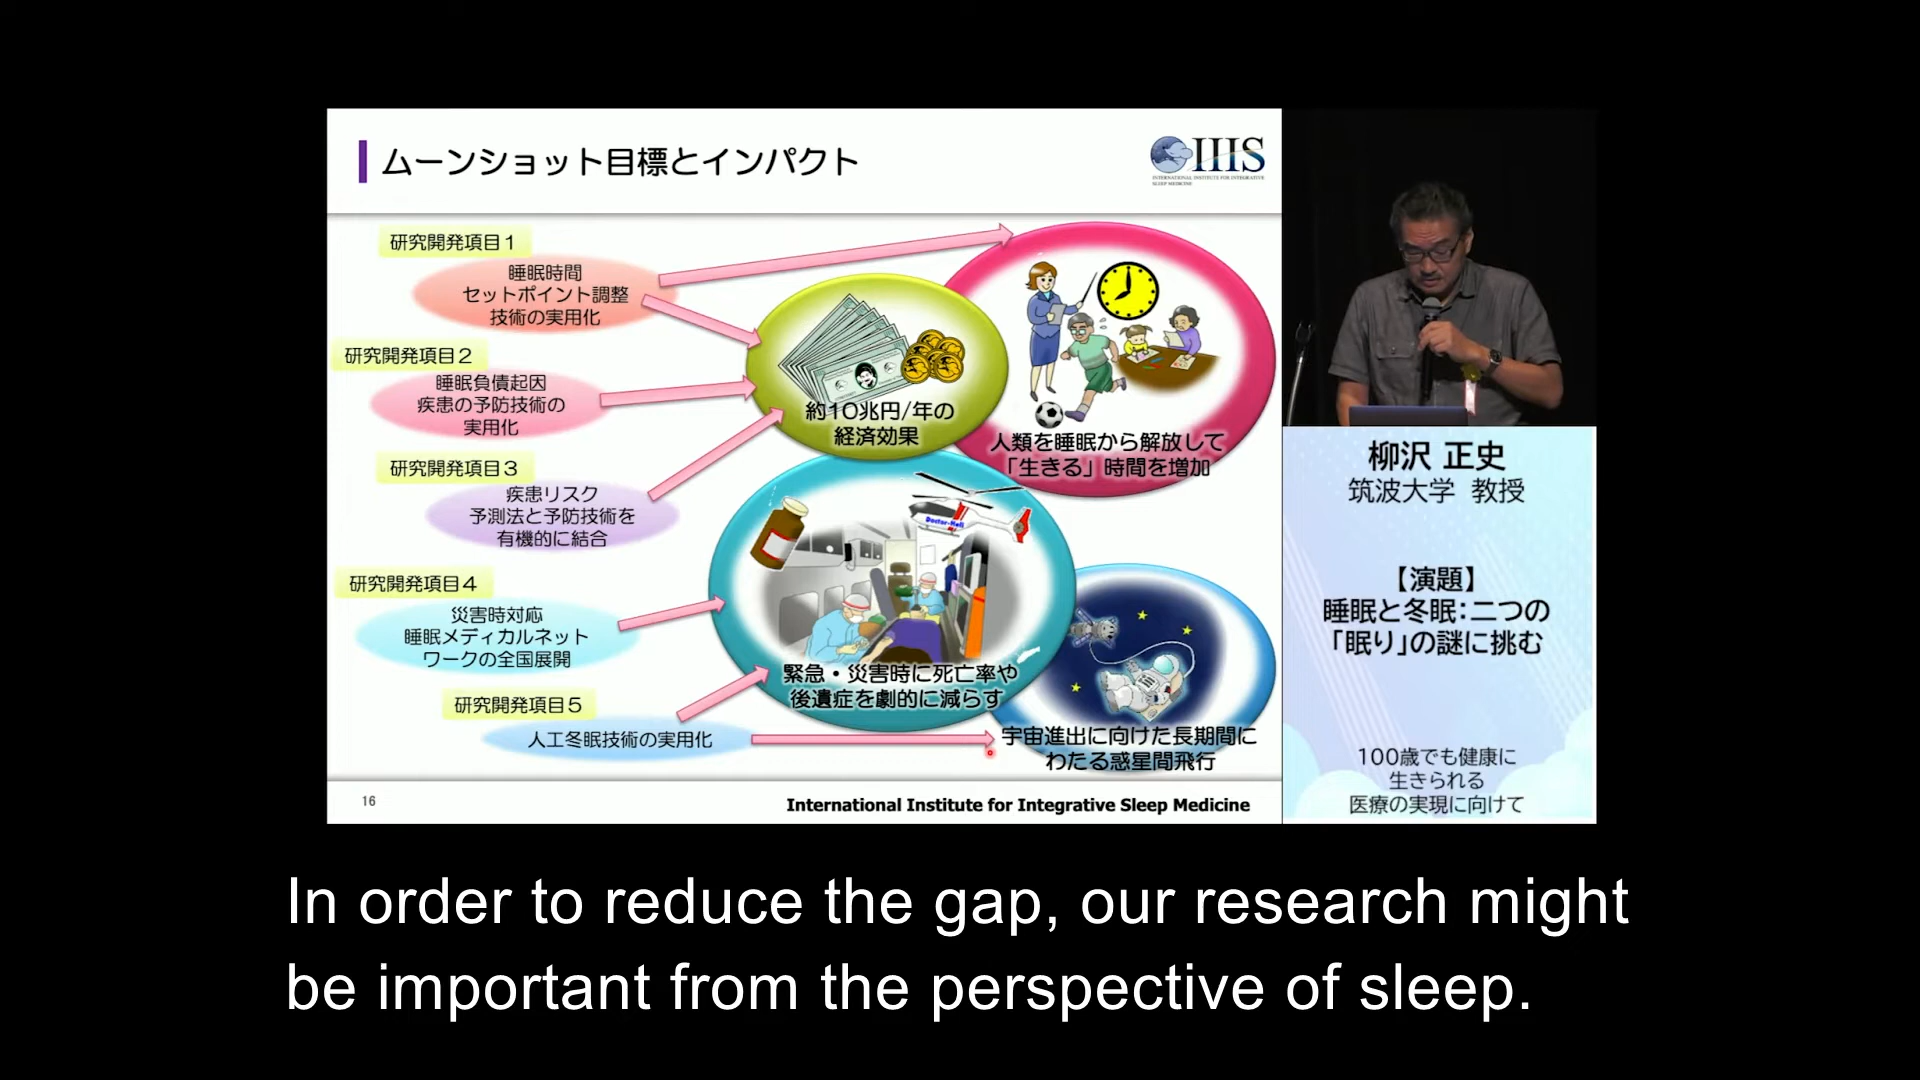 ムーンショット目標とインパクト
IIIS
INTERNATIONAL INSTITUTE FOR INTEGRATIVE
SLEEP MEDICINE
研究開発項目1
睡眠時間
セットポイント調整
技術の実用化
研究開発項目2
睡眠負債起因
疾患の予防技術の
実用化
研究開発項目3
疾患リスク
予測法と予防技術を
有機的に結合
研究開発項目4
災害時対応
睡眠メディカルネット
ワークの全国展開
研究開発項目5
人工冬眠技術の実用化
約10兆円/年の
経済効果
人類を睡眠から解放して
「生きる」時間を増加
Doctor-Heli
緊急・災害時に死亡率や
後遺症を劇的に減らす
宇宙進出に向けた長期間に
わたる惑星間飛行
16
International Institute for Integrative Sleep Medicine
柳沢 正史
筑波大学 教授
【演題】
睡眠と冬眠:二つの
「眠り」の謎に挑む
100歳でも健康に
生きられる
医療の実現に向けて
In order to reduce the gap, our research might
be important from the perspective of sleep.